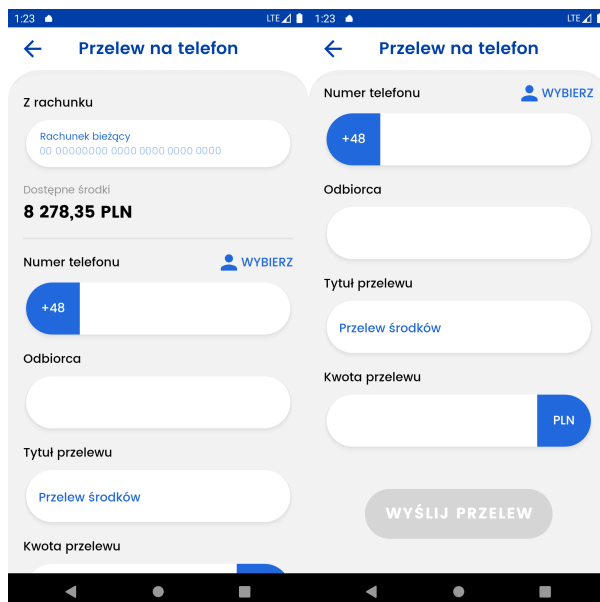 1:23 LTE
Przelew na telefon
Z rachunku
Rachunek bieżący
00 00000000 0000 0000 0000 0000
Dostępne środki
8 278,35 PLN
Numer telefonu WYBIERZ
+48
Odbiorca
Tytuł przelewu
Przelew środków
Kwota przelewu
1:23 LTE
Przelew na telefon
Numer telefonu WYBIERZ
+48
Odbiorca
Tytuł przelewu
Przelew środków
Kwota przelewu
PLN
WYŚLIJ PRZELEW